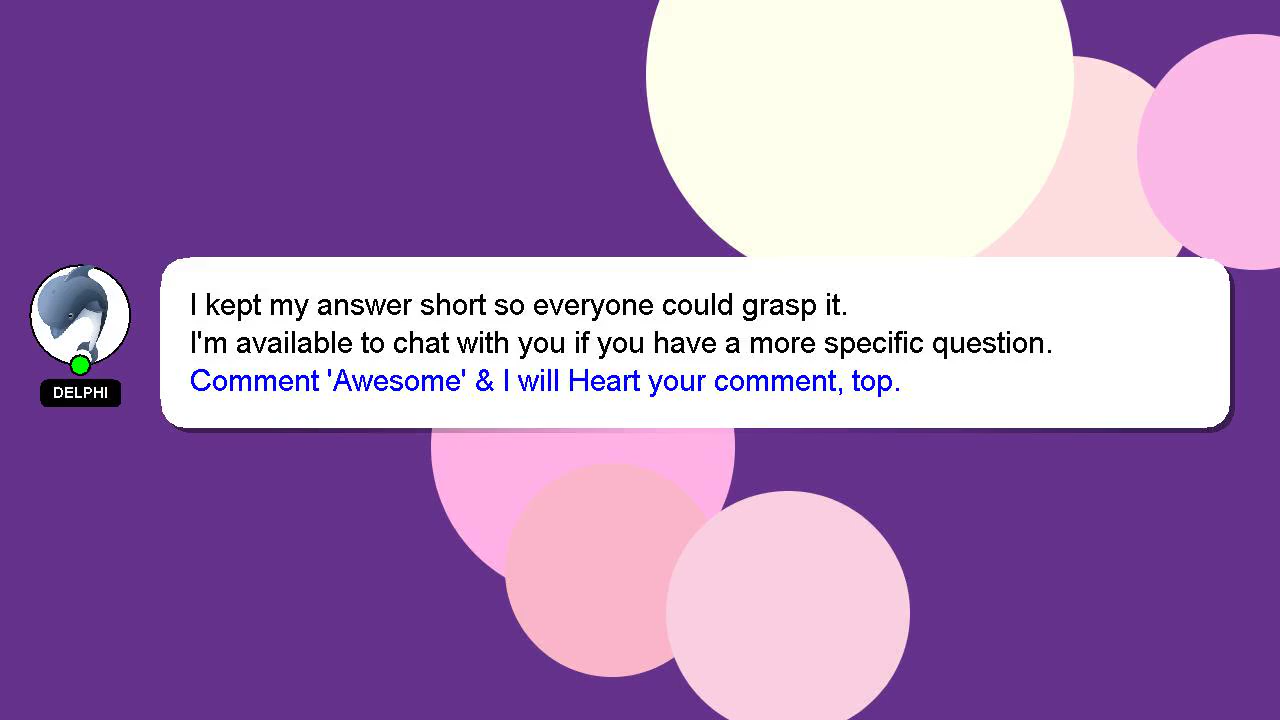 I kept my answer short so everyone could grasp it.
I'm available to chat with you if you have a more specific question.
Comment 'Awesome' & I will Heart your comment, top.
DELPHI